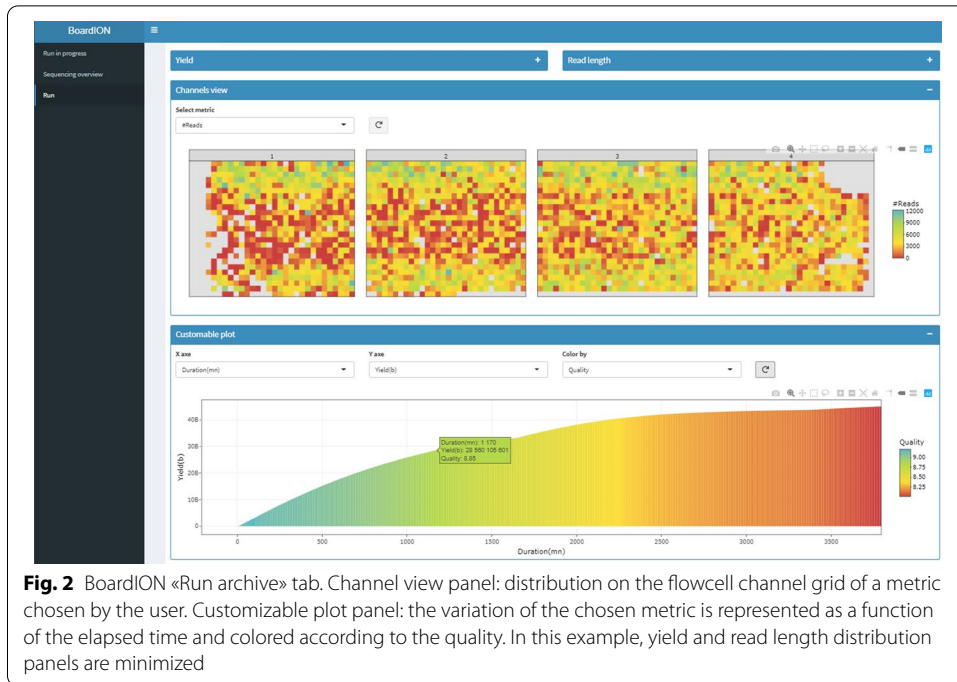 BoardION
Run in progress
Sequencing overview
Run
Yield +
Read length +
Channels view −
Select metric
#Reads
1 2 3 4
#Reads
12000
9000
6000
3000
0
Customable plot −
X axe Y axe Color by
Duration(mn) Yield(b) Quality
Yield(b)
40B
30B
20B
10B
0
Duration(mn): 1 170
Yield(b): 28 560 105 601
Quality: 8.85
Quality
9.00
8.75
8.50
8.25
0 500 1000 1500 2000 2500 3000 3500
Duration(mn)
Fig. 2 BoardION «Run archive» tab. Channel view panel: distribution on the flowcell channel grid of a metric
chosen by the user. Customizable plot panel: the variation of the chosen metric is represented as a function
of the elapsed time and colored according to the quality. In this example, yield and read length distribution
panels are minimized